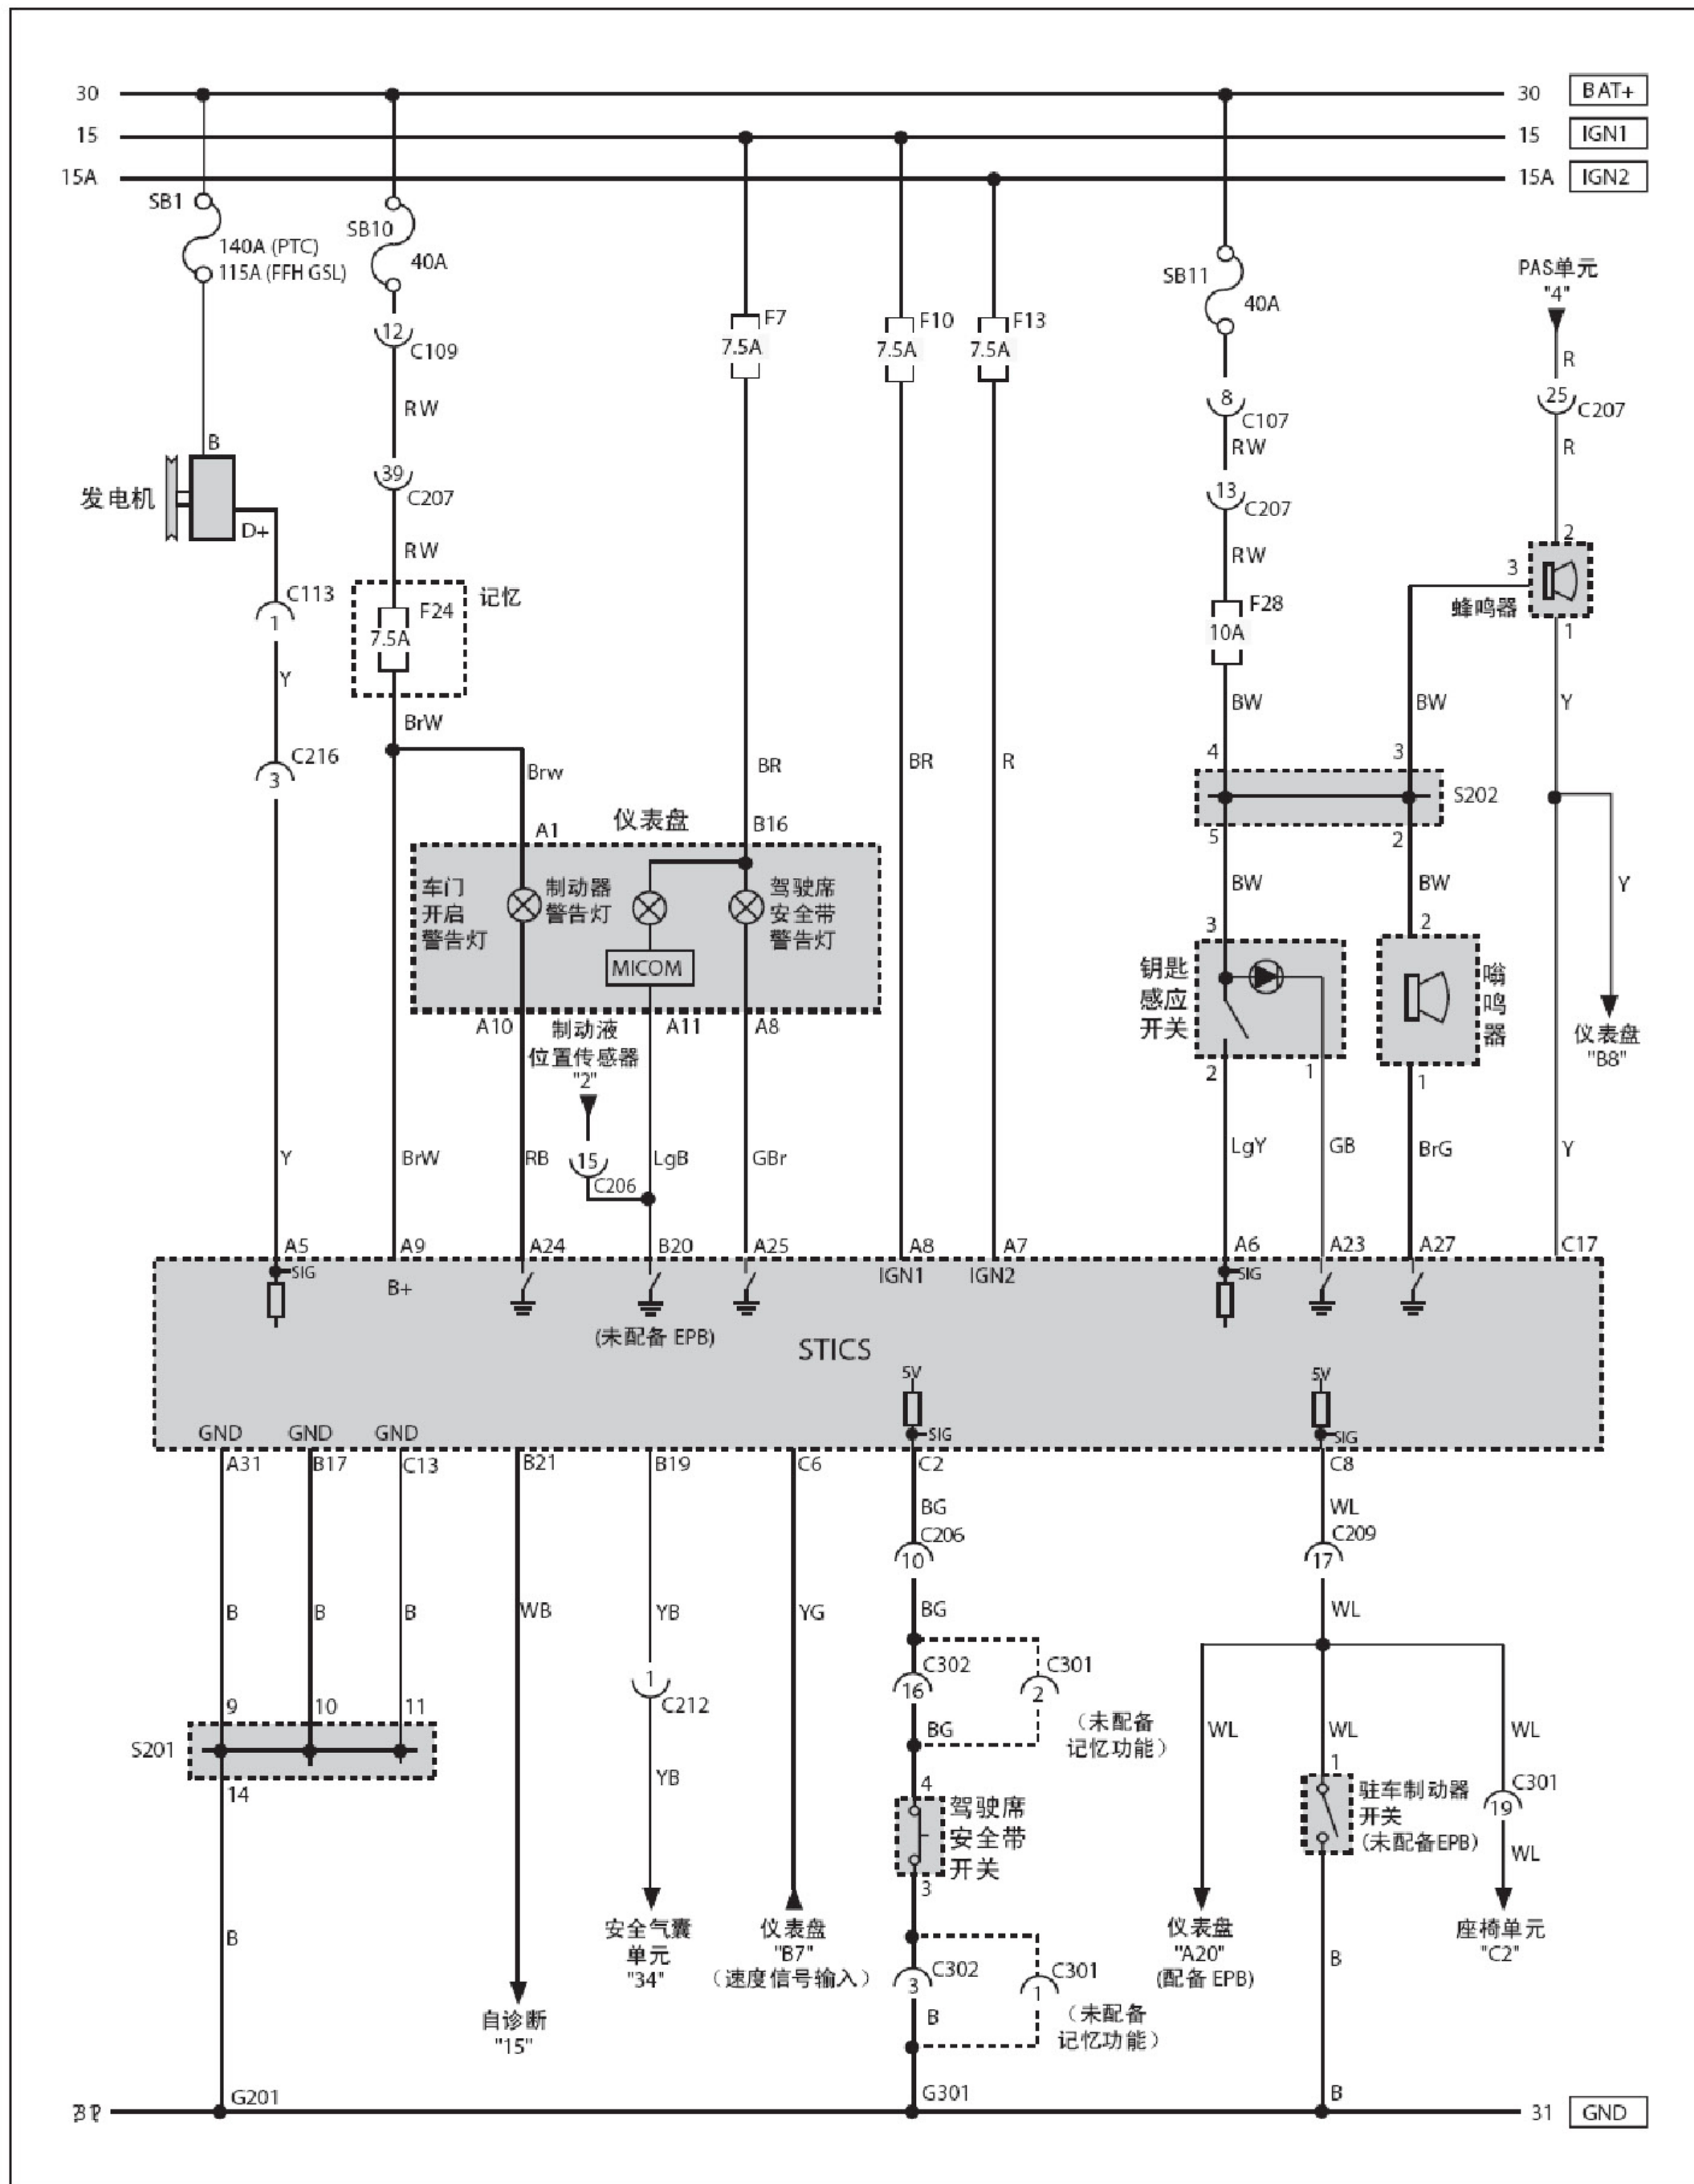 30
30
BAT+
15
15
IGN1
15A
15A
IGN2
SB1
140A (PTC)
115A (FFH GSL)
SB10
40A
SB11
40A
PAS单元
"4"
F7
7.5A
F10
7.5A
F13
7.5A
12
C109
R
8
C107
25
C207
RW
RW
R
B
39
C207
13
C207
发电机
D+
RW
RW
2
3
蜂鸣器
1
C113
1
记忆
F24
7.5A
F28
10A
Y
BrW
BW
BW
Y
C216
3
Brw
BR
BR
R
4
3
S202
5
2
仪表盘
A1
B16
车门
开启
警告灯
制动器
警告灯
驾驶席
安全带
警告灯
MICOM
BW
BW
Y
3
2
钥匙
感应
开关
嗡
鸣
器
A10
制动液
位置传感器
"2"
A11
A8
2
1
1
仪表盘
"B8"
Y
BrW
RB
15
C206
LgB
GBr
LgY
GB
BrG
Y
A5
A9
A24
B20
A25
A8
A7
A6
A23
A27
C17
SIG
B+
IGN1
IGN2
SIG
(未配备 EPB)
STICS
5V
5V
GND
GND
GND
SIG
SIG
A31
B17
C13
B21
B19
C6
C2
C8
BG
WL
C206
10
C209
17
B
B
B
WB
YB
YG
BG
WL
C302
16
C301
2
1
C212
9
10
11
S201
14
BG
（未配备
记忆功能）
WL
WL
WL
YB
4
驾驶席
安全带
开关
3
1
驻车制动器
开关
(未配备EPB)
C301
19
WL
B
安全气囊
单元
"34"
仪表盘
"B7"
（速度信号输入）
仪表盘
"A20"
(配备 EPB)
座椅单元
"C2"
C302
3
C301
1
B
自诊断
"15"
B
（未配备
记忆功能）
G201
G301
B
31
GND